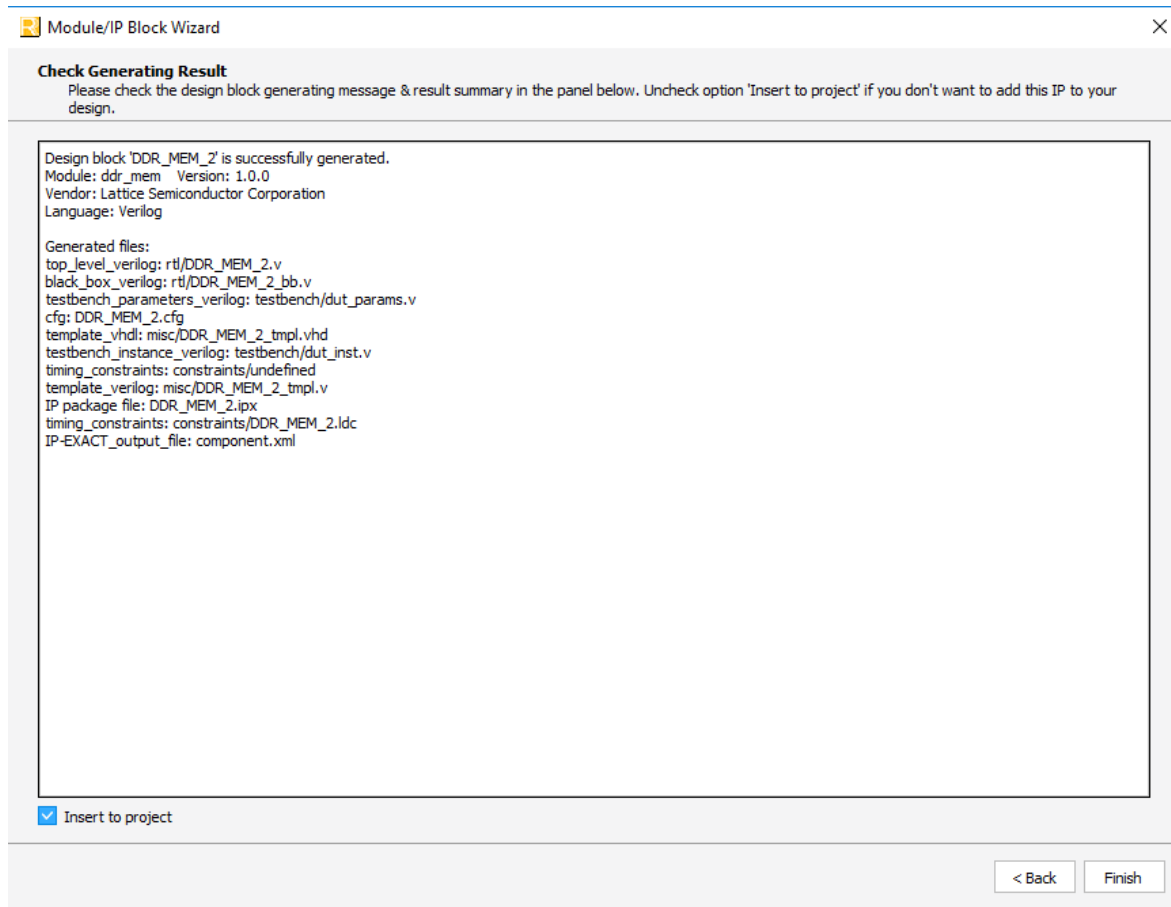 Module/IP Block Wizard
Check Generating Result
Please check the design block generating message & result summary in the panel below. Uncheck option 'Insert to project' if you don't want to add this IP to your
design.
Design block 'DDR_MEM_2' is successfully generated.
Module: ddr_mem    Version: 1.0.0
Vendor: Lattice Semiconductor Corporation
Language: Verilog
Generated files:
top_level_verilog: rtl/DDR_MEM_2.v
black_box_verilog: rtl/DDR_MEM_2_bb.v
testbench_parameters_verilog: testbench/dut_params.v
cfg: DDR_MEM_2.cfg
template_vhdl: misc/DDR_MEM_2_tmpl.vhd
testbench_instance_verilog: testbench/dut_inst.v
timing_constraints: constraints/undefined
template_verilog: misc/DDR_MEM_2_tmpl.v
IP package file: DDR_MEM_2.ipx
timing_constraints: constraints/DDR_MEM_2.ldc
IP-EXACT_output_file: component.xml
Insert to project
< Back
Finish